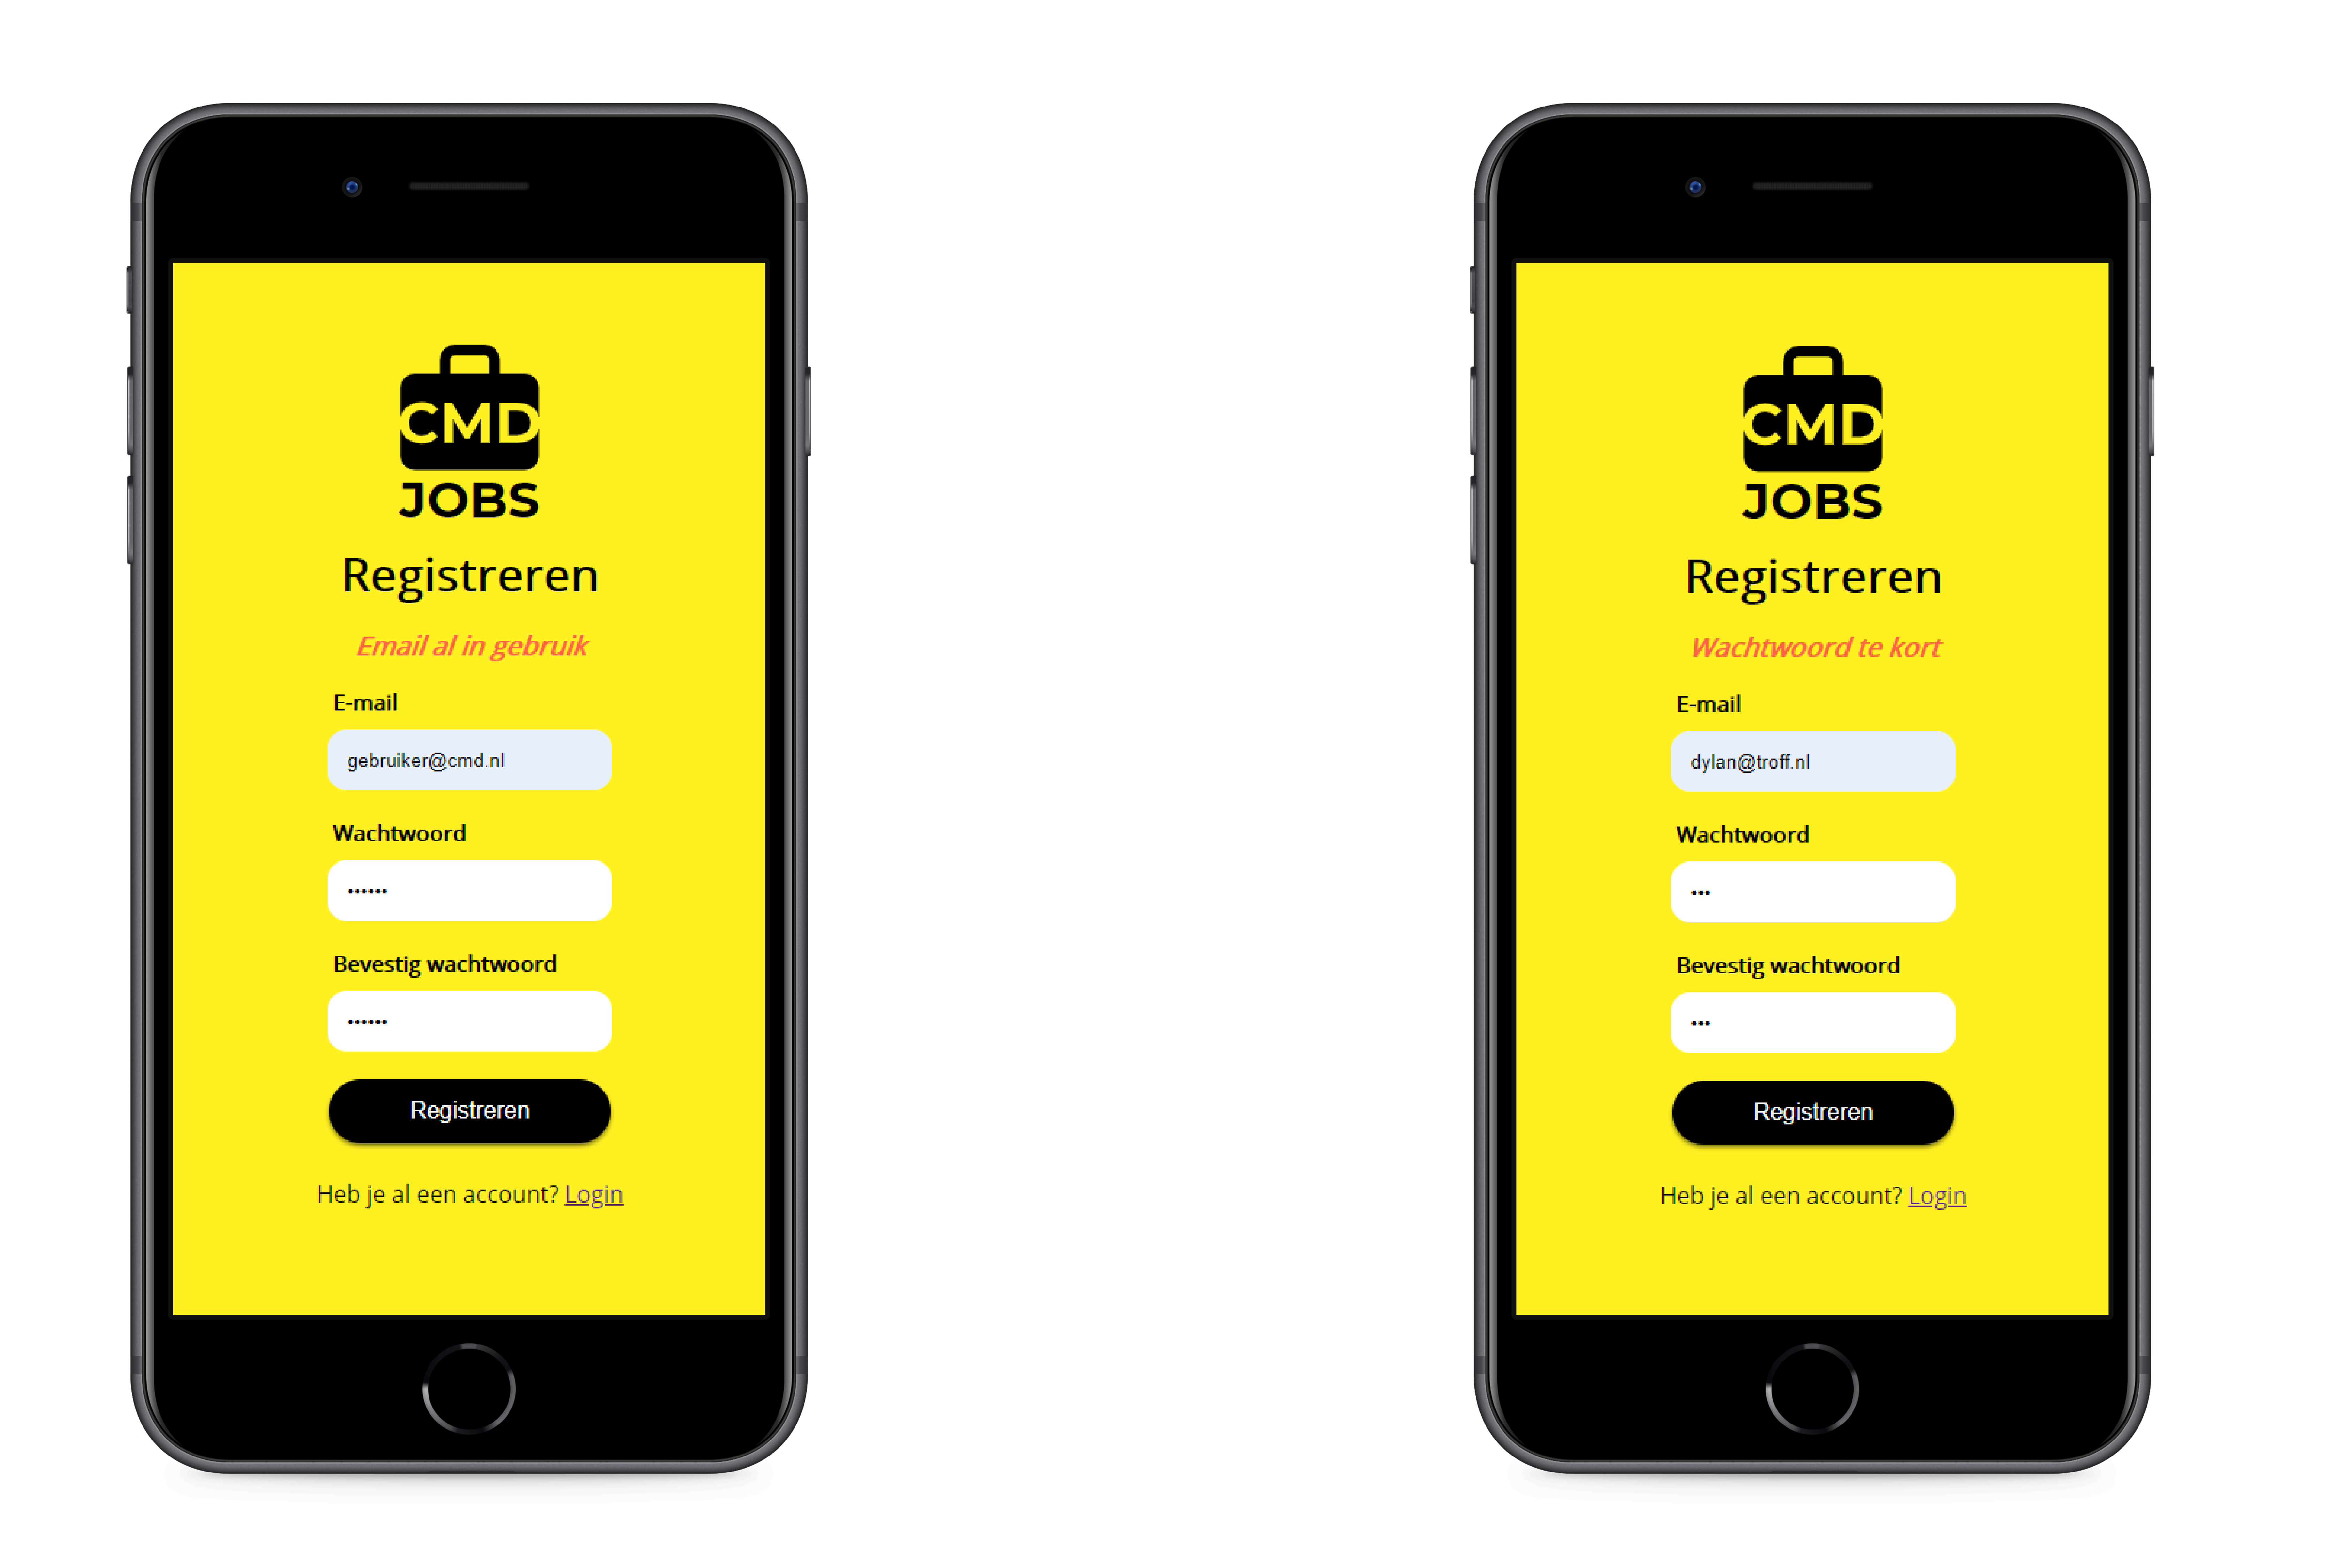 CMD
JOBS
Registreren
Email al in gebruik
E-mail
gebruiker@cmd.nl
Wachtwoord
••••••
Bevestig wachtwoord
••••••
Registreren
Heb je al een account? Login
CMD
JOBS
Registreren
Wachtwoord te kort
E-mail
dylan@troff.nl
Wachtwoord
•••
Bevestig wachtwoord
•••
Registreren
Heb je al een account? Login